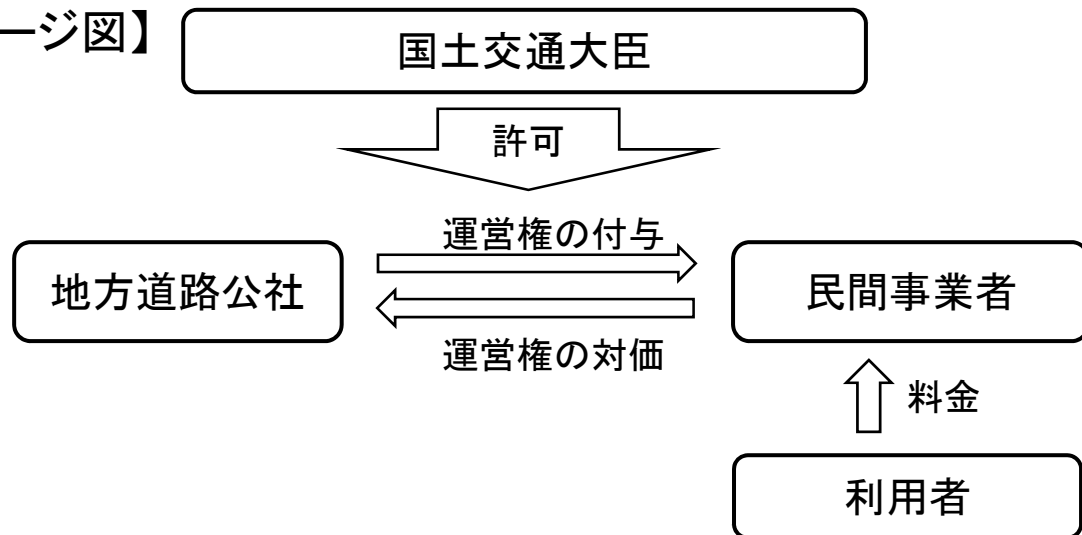 ージ図】
国土交通大臣
許可
運営権の付与
地方道路公社
民間事業者
運営権の対価
料金
利用者